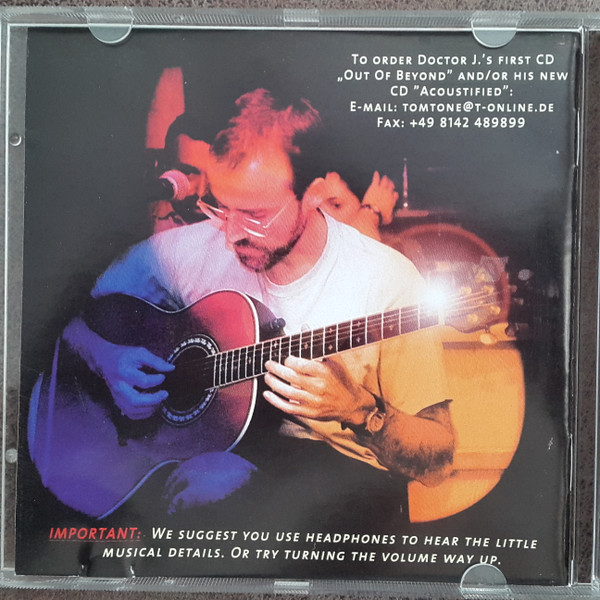 To order Doctor J.'s first CD
„Out Of Beyond" and/or his new
CD "Acoustified":
E-mail: tomtone@t-online.de
Fax: +49 8142 489899
IMPORTANT: We suggest you use headphones to hear the little
musical details. Or try turning the volume way up.